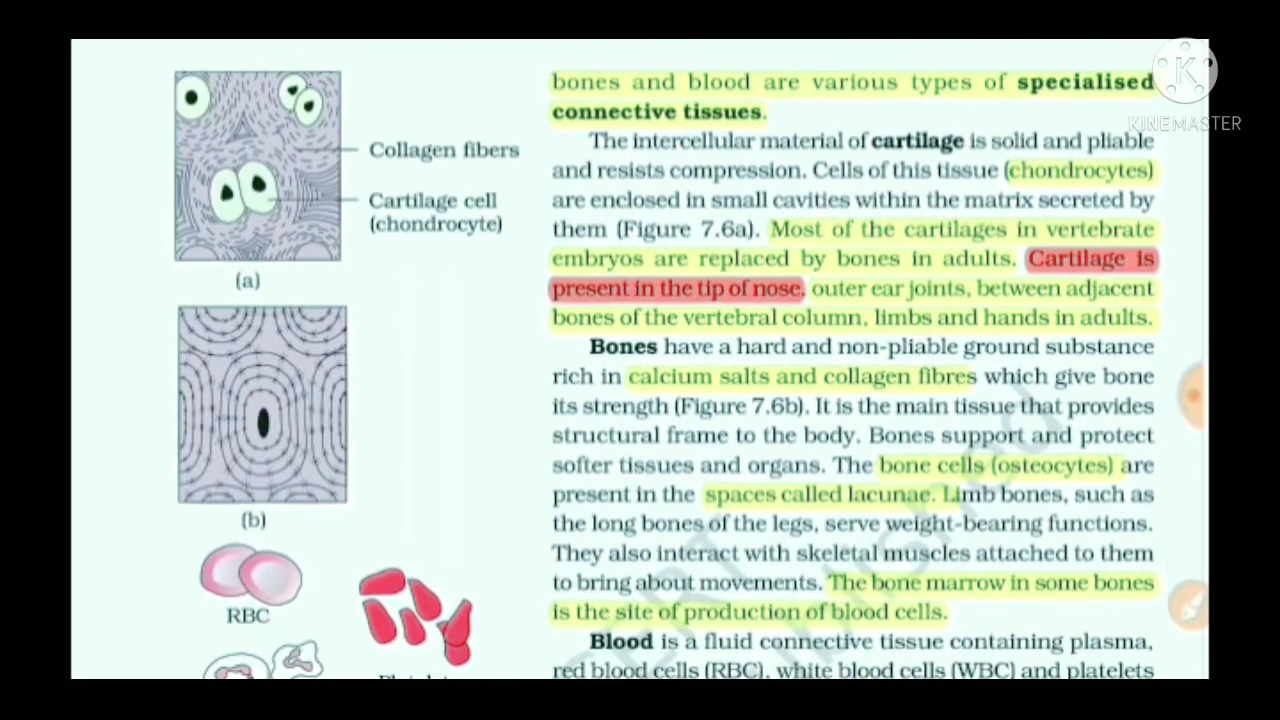 bones and blood are various types of specialised
connective tissues.
The intercellular material of cartilage is solid and pliable
and resists compression. Cells of this tissue (chondrocytes)
are enclosed in small cavities within the matrix secreted by
them (Figure 7.6a). Most of the cartilages in vertebrate
embryos are replaced by bones in adults. Cartilage is
present in the tip of nose, outer ear joints, between adjacent
bones of the vertebral column, limbs and hands in adults.
Bones have a hard and non-pliable ground substance
rich in calcium salts and collagen fibres which give bone
its strength (Figure 7.6b). It is the main tissue that provides
structural frame to the body. Bones support and protect
softer tissues and organs. The bone cells (osteocytes) are
present in the spaces called lacunae. Limb bones, such as
the long bones of the legs, serve weight-bearing functions.
They also interact with skeletal muscles attached to them
to bring about movements. The bone marrow in some bones
is the site of production of blood cells.
Blood is a fluid connective tissue containing plasma,
red blood cells (RBC), white blood cells (WBC) and platelets
Collagen fibers
Cartilage cell
(chondrocyte)
(a)
(b)
RBC
K
KINEMASTER